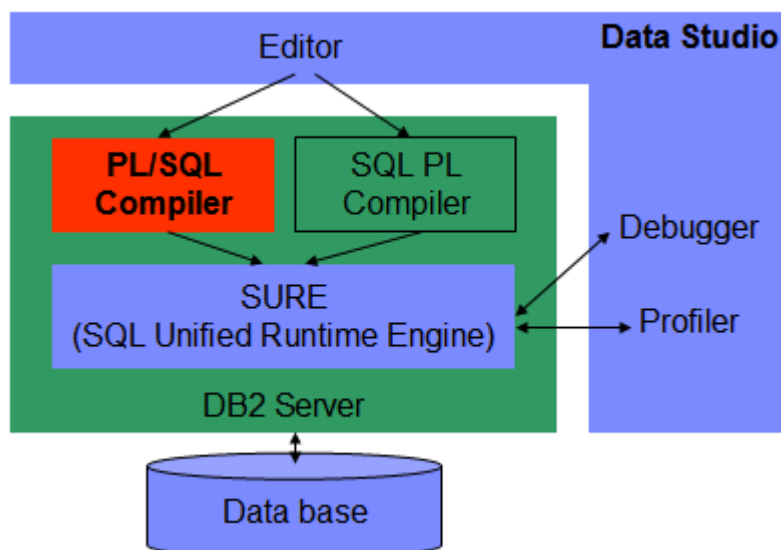 Editor
Data Studio
PL/SQL
Compiler
SQL PL
Compiler
Debugger
SURE
(SQL Unified Runtime Engine)
Profiler
DB2 Server
Data base